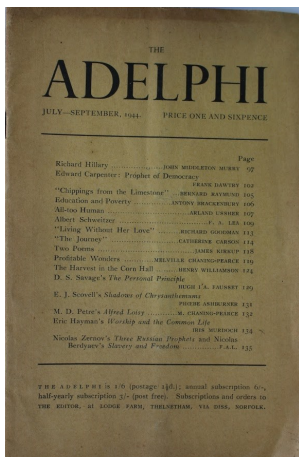 THE
ADELPHI
JULY—SEPTEMBER, 1944. PRICE ONE AND SIXPENCE
Page
Richard Hillary JOHN MIDDLETON MURRY 97
Edward Carpenter: Prophet of Democracy
FRANK DAWTRY 102
"Chippings from the Limestone" BERNARD RAYMUND 105
Education and Poverty ANTONY BRACKENBURY 106
All-too Human ARLAND USSHER 107
Albert Schweitzer F. A. LEA 109
"Living Without Her Love" RICHARD GOODMAN 113
"The Journey" CATHERINE CARSON 114
Two Poems JAMES KIRKUP 118
Profitable Wonders MELVILLE CHANING-PEARCE 119
The Harvest in the Corn Hall HENRY WILLIAMSON 124
D. S. Savage's The Personal Principle
HUGH I'A. FAUSSET 129
E. J. Scovell's Shadows of Chrysanthemums
PHOEBE ASHBURNER 131
M. D. Petre's Alfred Loisy M. CHANING-PEARCE 132
Eric Hayman's Worship and the Common Life
IRIS MURDOCH 134
Nicolas Zernov's Three Russian Prophets and Nicolas
Berdyaev's Slavery and Freedom F.A.L. 135
THE ADELPHI is 1/6 (postage 1½d.); annual subscription 6/-,
half-yearly subscription 3/- (post free). Subscriptions and orders to
THE EDITOR, at LODGE FARM, THELNETHAM, VIA DISS, NORFOLK.